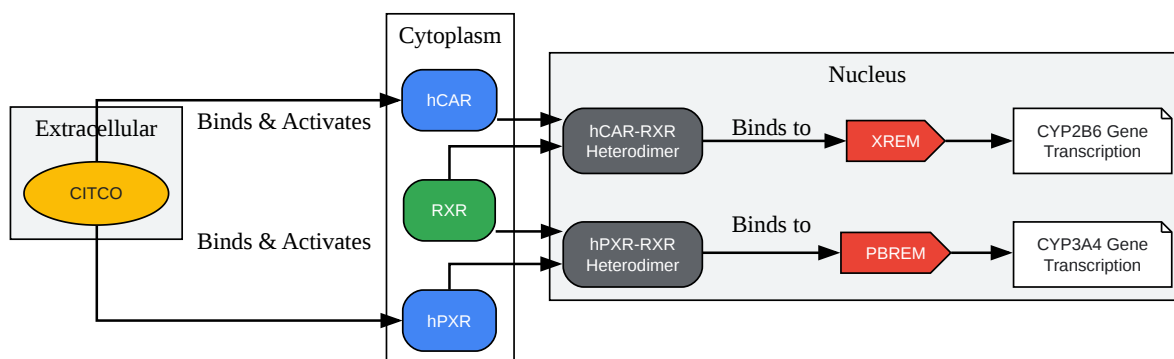 Cytoplasm
Nucleus
Extracellular
CITCO
Binds & Activates
Binds & Activates
hCAR
RXR
hPXR
hCAR-RXR
Heterodimer
Binds to
XREM
CYP2B6 Gene
Transcription
hPXR-RXR
Heterodimer
Binds to
PBREM
CYP3A4 Gene
Transcription